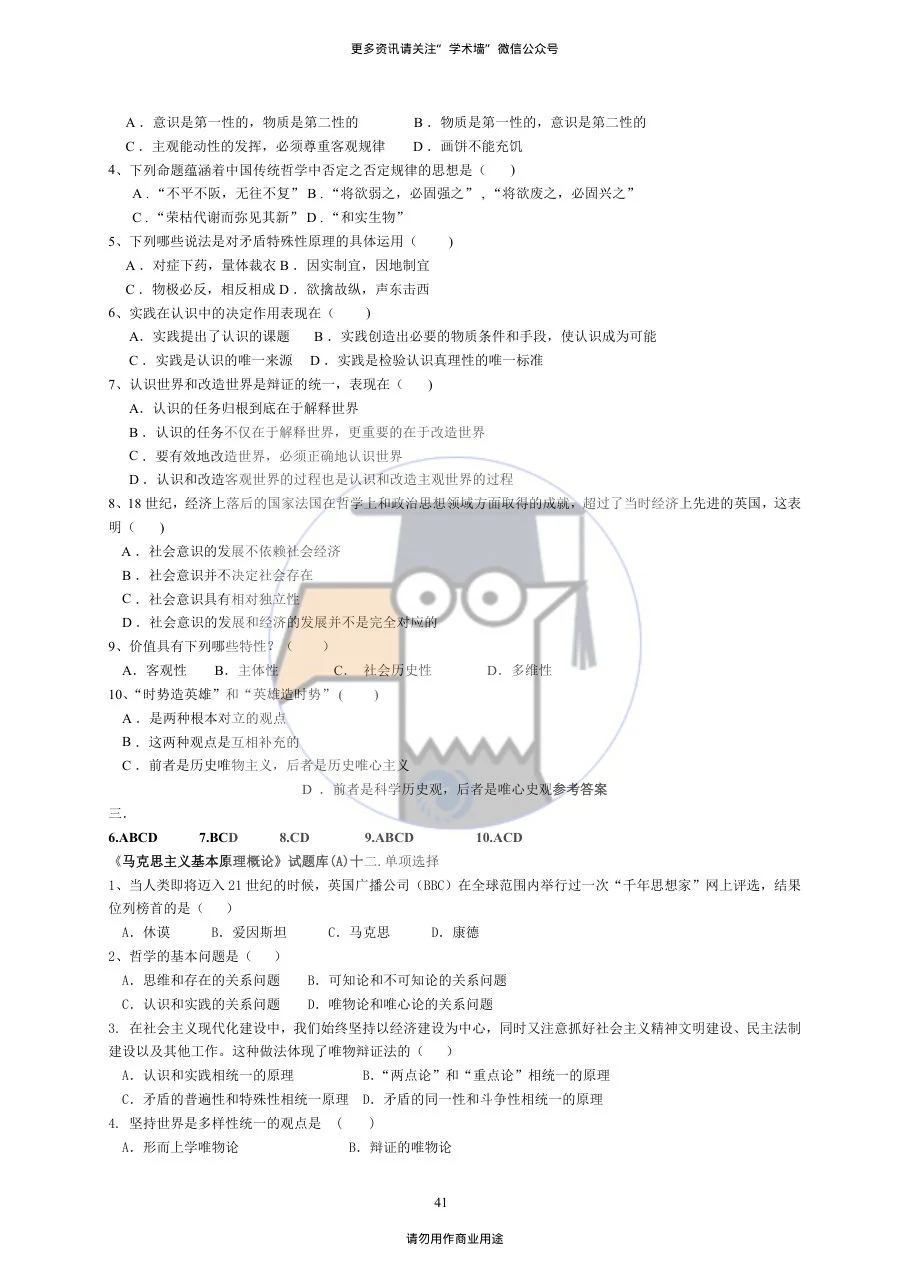 更多资讯请关注“学术墙”微信公众号
A．意识是第一性的，物质是第二性的 B．物质是第一性的，意识是第二性的
C．主观能动性的发挥，必须尊重客观规律 D．画饼不能充饥
4、下列命题蕴涵着中国传统哲学中否定之否定规律的思想是（ ）
A．“不平不陂，无往不复” B．“将欲弱之，必固强之”，“将欲废之，必固兴之”
C．“荣枯代谢而弥见其新” D．“和实生物”
5、下列哪些说法是对矛盾特殊性原理的具体运用（ ）
A．对症下药，量体裁衣 B．因实制宜，因地制宜
C．物极必反，相反相成 D．欲擒故纵，声东击西
6、实践在认识中的决定作用表现在（ ）
A．实践提出了认识的课题 B．实践创造出必要的物质条件和手段，使认识成为可能
C．实践是认识的唯一来源 D．实践是检验认识真理性的唯一标准
7、认识世界和改造世界是辩证的统一，表现在（ ）
A．认识的任务归根到底在于解释世界
B．认识的任务不仅在于解释世界，更重要的在于改造世界
C．要有效地改造世界，必须正确地认识世界
D．认识和改造客观世界的过程也是认识和改造主观世界的过程
8、18 世纪，经济上落后的国家法国在哲学上和政治思想领域方面取得的成就，超过了当时经济上先进的英国，这表
明（ ）
A．社会意识的发展不依赖社会经济
B．社会意识并不决定社会存在
C．社会意识具有相对独立性
D．社会意识的发展和经济的发展并不是完全对应的
9、价值具有下列哪些特性？（ ）
A．客观性 B．主体性 C． 社会历史性 D．多维性
10、“时势造英雄”和“英雄造时势”（ ）
A．是两种根本对立的观点
B．这两种观点是互相补充的
C．前者是历史唯物主义，后者是历史唯心主义
D ．前者是科学历史观，后者是唯心史观参考答案
三．
6.ABCD 7.BCD 8.CD 9.ABCD 10.ACD
《马克思主义基本原理概论》试题库(A)十二.单项选择
1、当人类即将迈入 21 世纪的时候，英国广播公司（BBC）在全球范围内举行过一次“千年思想家”网上评选，结果
位列榜首的是（ ）
A．休谟 B．爱因斯坦 C．马克思 D．康德
2、哲学的基本问题是（ ）
A．思维和存在的关系问题 B．可知论和不可知论的关系问题
C．认识和实践的关系问题 D．唯物论和唯心论的关系问题
3. 在社会主义现代化建设中，我们始终坚持以经济建设为中心，同时又注意抓好社会主义精神文明建设、民主法制
建设以及其他工作。这种做法体现了唯物辩证法的（ ）
A．认识和实践相统一的原理 B．“两点论”和“重点论”相统一的原理
C．矛盾的普遍性和特殊性相统一原理 D．矛盾的同一性和斗争性相统一的原理
4. 坚持世界是多样性统一的观点是 （ ）
A．形而上学唯物论 B．辩证的唯物论
41
请勿用作商业用途